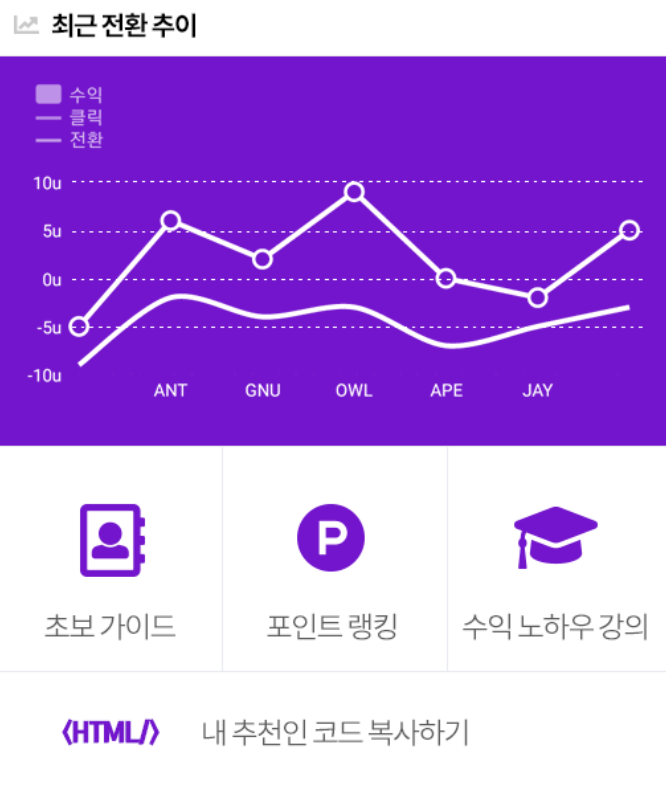 최근 전환 추이
수익
클릭
전환
10u
5u
0u
-5u
-10u
ANT GNU OWL APE JAY
P
초보 가이드 포인트 랭킹 수익 노하우 강의
<HTML/> 내 추천인 코드 복사하기